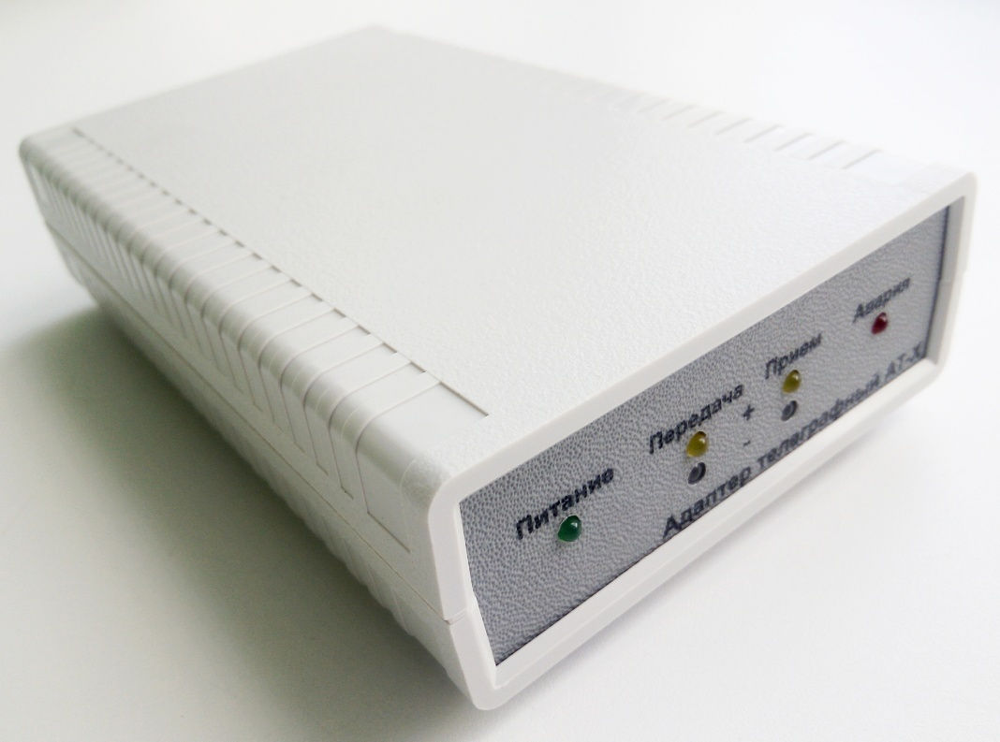 Питание
Передача
Прием
Авария
+
-
Адаптер телеграфный АТ-Х